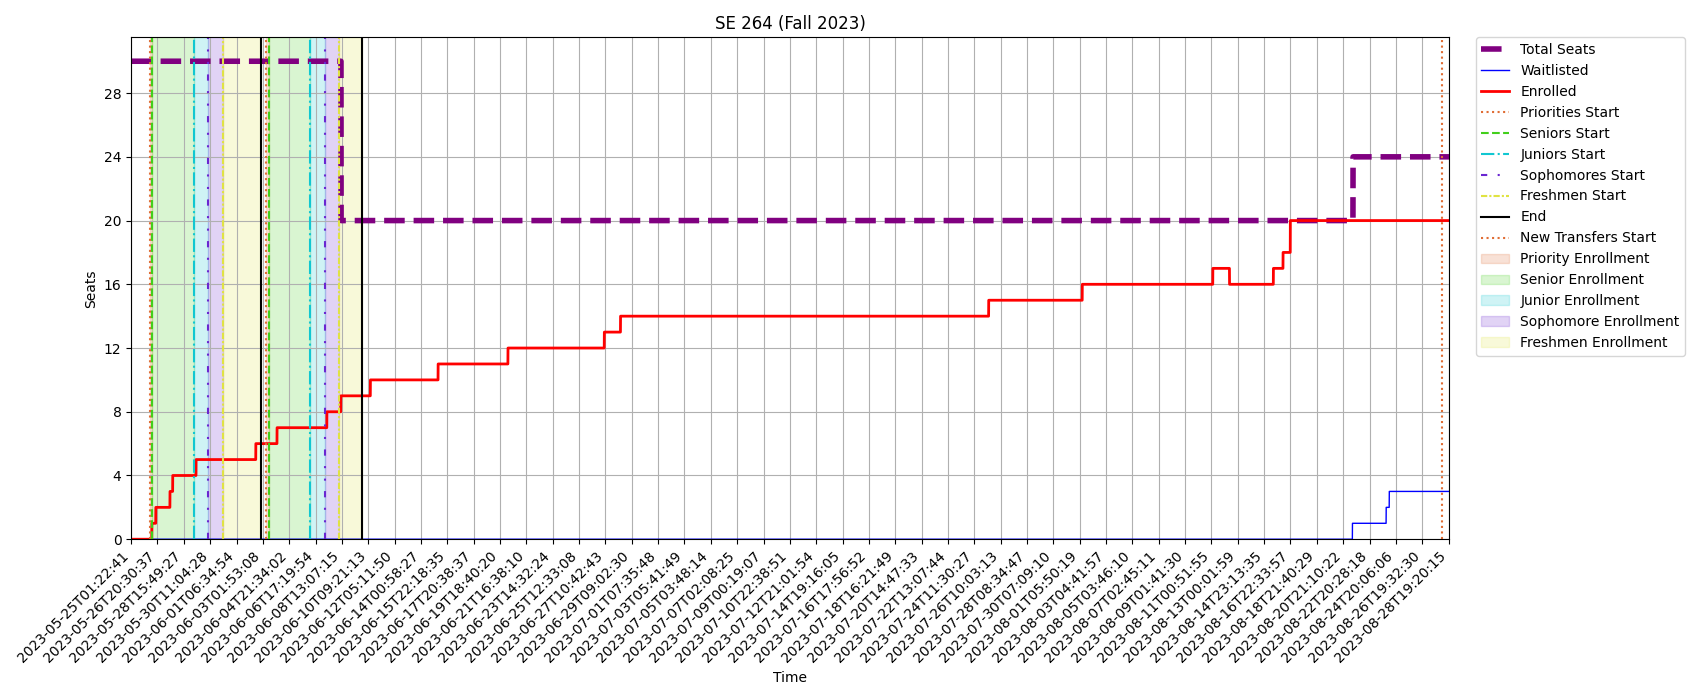 SE 264 (Fall 2023)
Seats
28
24
20
16
12
8
4
0
2023-05-25T01:22:41
2023-05-26T20:30:37
2023-05-28T15:49:27
2023-05-30T11:04:28
2023-06-01T06:34:54
2023-06-03T01:53:08
2023-06-04T21:34:02
2023-06-06T17:19:54
2023-06-08T13:07:15
2023-06-10T09:21:13
2023-06-12T05:11:50
2023-06-14T00:58:27
2023-06-15T22:18:35
2023-06-17T20:38:37
2023-06-19T18:40:20
2023-06-21T16:38:10
2023-06-23T14:32:24
2023-06-25T12:33:08
2023-06-27T10:42:43
2023-06-29T09:02:30
2023-07-01T07:35:48
2023-07-03T05:41:49
2023-07-05T03:48:14
2023-07-07T02:08:25
2023-07-09T00:19:07
2023-07-10T22:38:51
2023-07-12T21:01:54
2023-07-14T19:16:05
2023-07-16T17:56:52
2023-07-18T16:21:49
2023-07-20T14:47:33
2023-07-22T13:07:44
2023-07-24T11:30:27
2023-07-26T10:03:13
2023-07-28T08:34:47
2023-07-30T07:09:10
2023-08-01T05:50:19
2023-08-03T04:41:57
2023-08-05T03:46:10
2023-08-07T02:45:11
2023-08-09T01:41:30
2023-08-11T00:51:55
2023-08-13T00:01:59
2023-08-14T23:13:35
2023-08-16T22:33:57
2023-08-18T21:40:29
2023-08-20T21:10:22
2023-08-22T20:28:18
2023-08-24T20:06:06
2023-08-26T19:32:30
2023-08-28T19:20:15
Time
Total Seats
Waitlisted
Enrolled
Priorities Start
Seniors Start
Juniors Start
Sophomores Start
Freshmen Start
End
New Transfers Start
Priority Enrollment
Senior Enrollment
Junior Enrollment
Sophomore Enrollment
Freshmen Enrollment